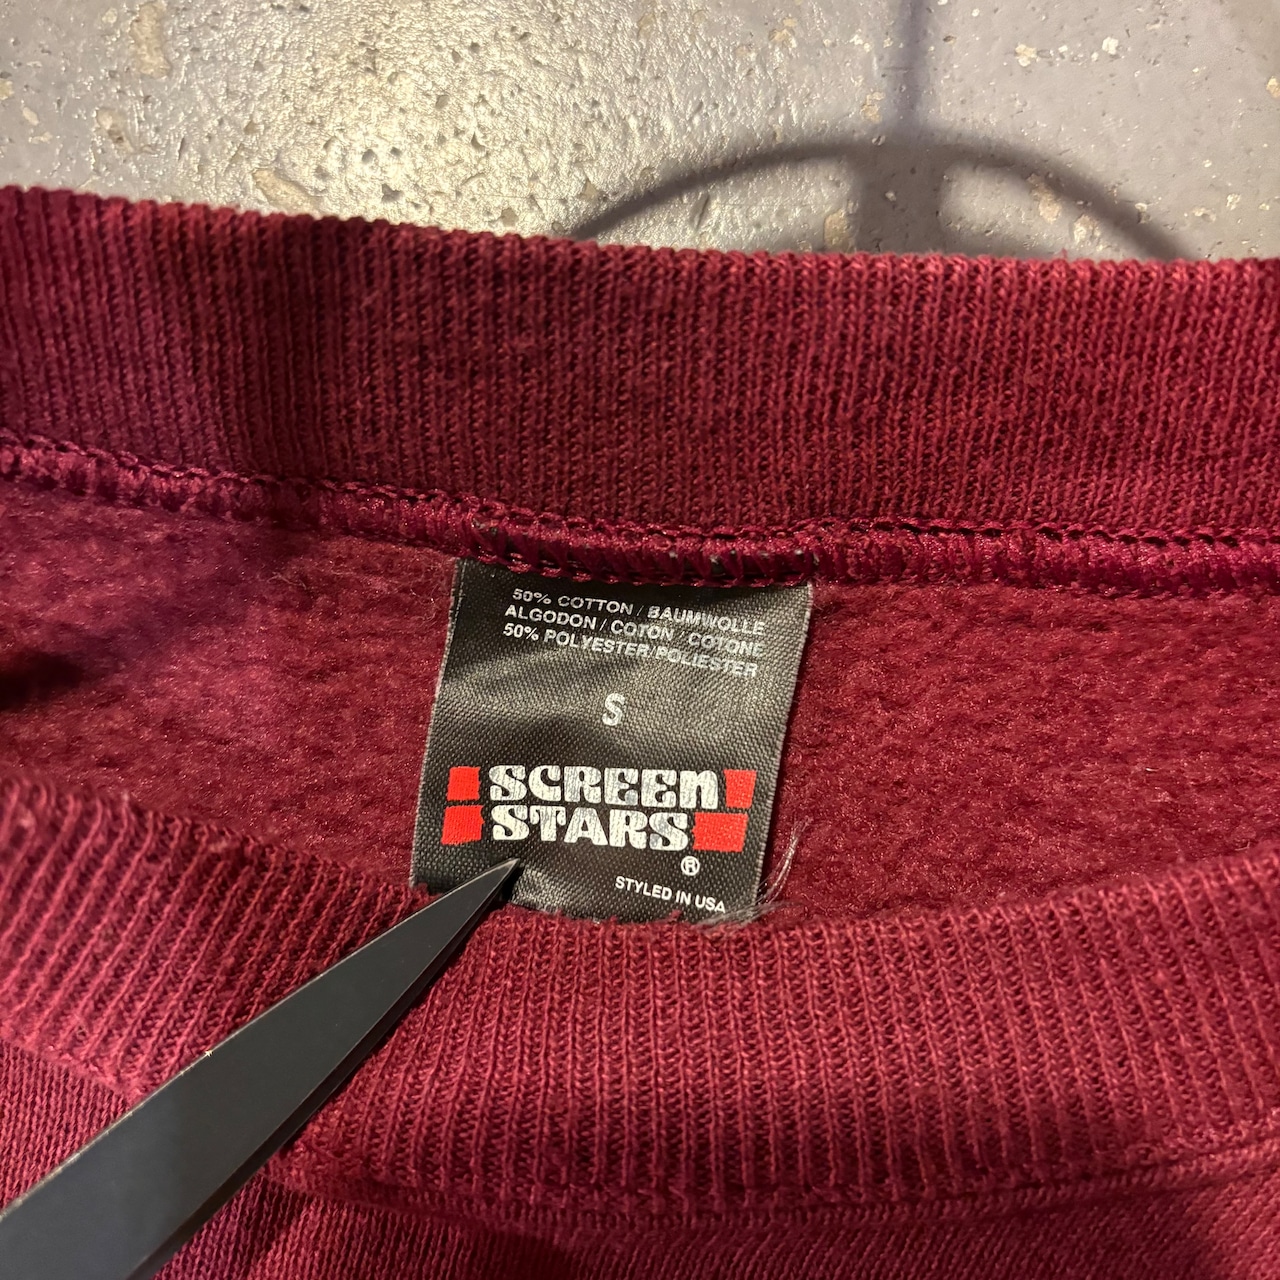 50% COTTON / BAUMWOLLE
ALGODON / COTON / COTONE
50% POLYESTER/POLIESTER
S
SCREEN
STARS
®
STYLED IN USA